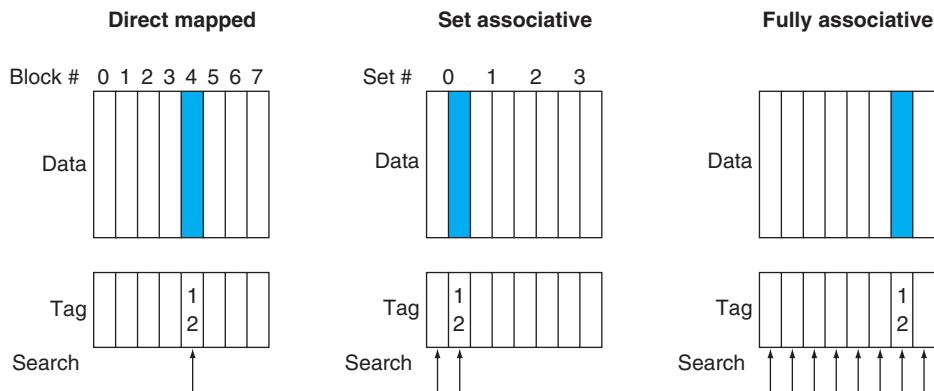 Direct mapped
Set associative
Fully associative
Block # 0 1 2 3 4 5 6 7
Set # 0 1 2 3
Data
Data
Data
Tag
1
2
Tag
1
2
Tag
1
2
Search
Search
Search